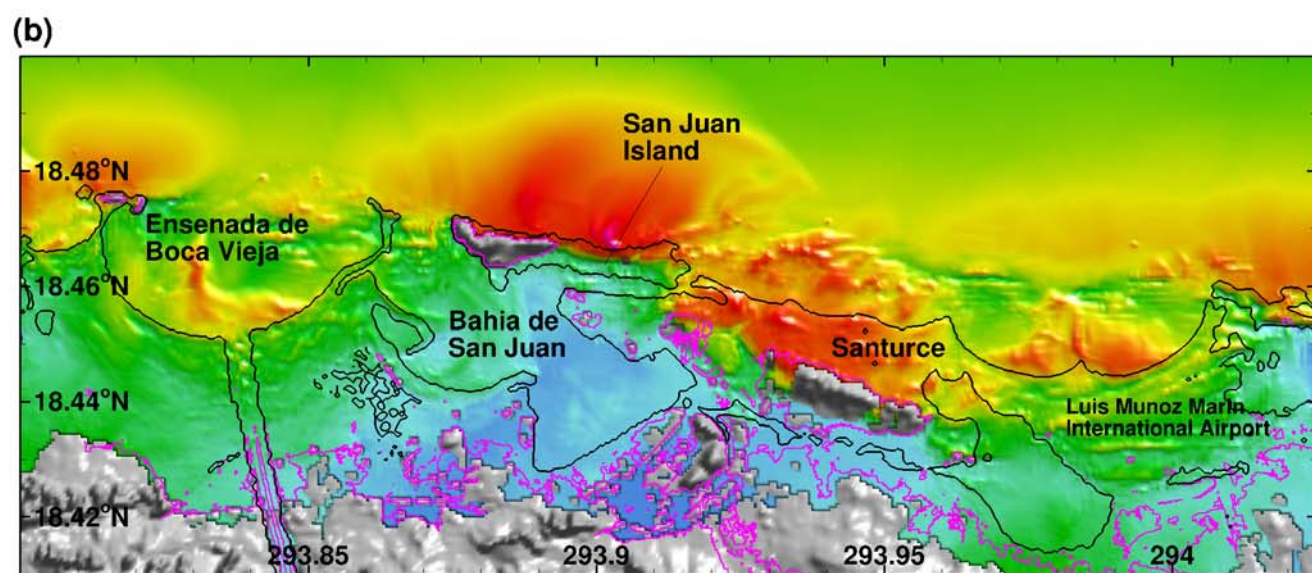 (b)
San Juan
Island
18.48°N
Ensenada de
Boca Vieja
18.46°N
Bahia de
San Juan
Santurce
18.44°N
Luis Munoz Marin
International Airport
18.42°N
293.85
293.9
293.95
294